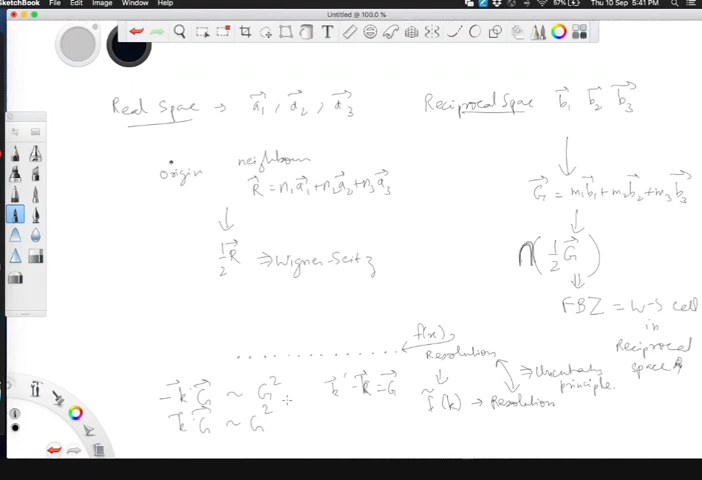 SketchBook File Edit Image Window Help
57% Thu 10 Sep 5:41 PM
Untitled @ 100.0 %
Real Space → a⃗1, a⃗2, a⃗3
Reciprocal Space b⃗1 b⃗2 b⃗3
origin
neighbour
R⃗ = n1a⃗1+n2a⃗2+n3a⃗3
G⃗ = m1b⃗1+m2b⃗2+m3b⃗3
1/2 R⃗ ⇒ Wigner-Seitz
(1/2 G⃗)
FBZ = W-S cell
in
Reciprocal
space
f(x)
Resolution
⇒ Uncertainty
principle.
f̃(k) → Resolution
-k⃗·G⃗ ~ G²
k⃗' - k⃗ = G⃗
k⃗·G⃗ ~ G²